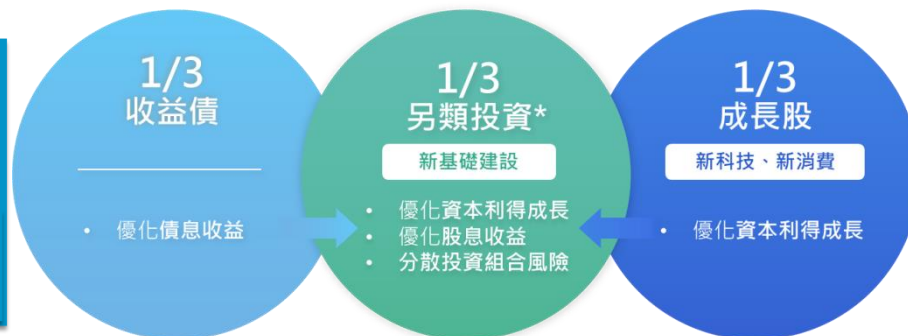 1/3
收益債
• 優化債息收益
1/3
另類投資*
新基礎建設
• 優化資本利得成長
• 優化股息收益
• 分散投資組合風險
1/3
成長股
新科技、新消費
• 優化資本利得成長